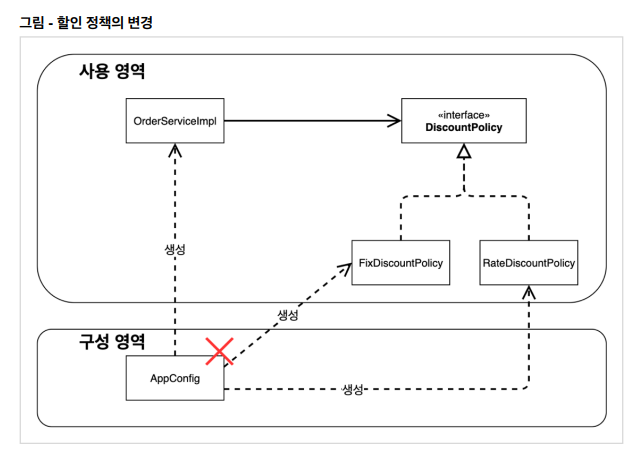 그림 - 할인 정책의 변경
사용 영역
OrderServiceImpl
«interface»
DiscountPolicy
생성
FixDiscountPolicy
RateDiscountPolicy
생성
구성 영역
AppConfig
생성